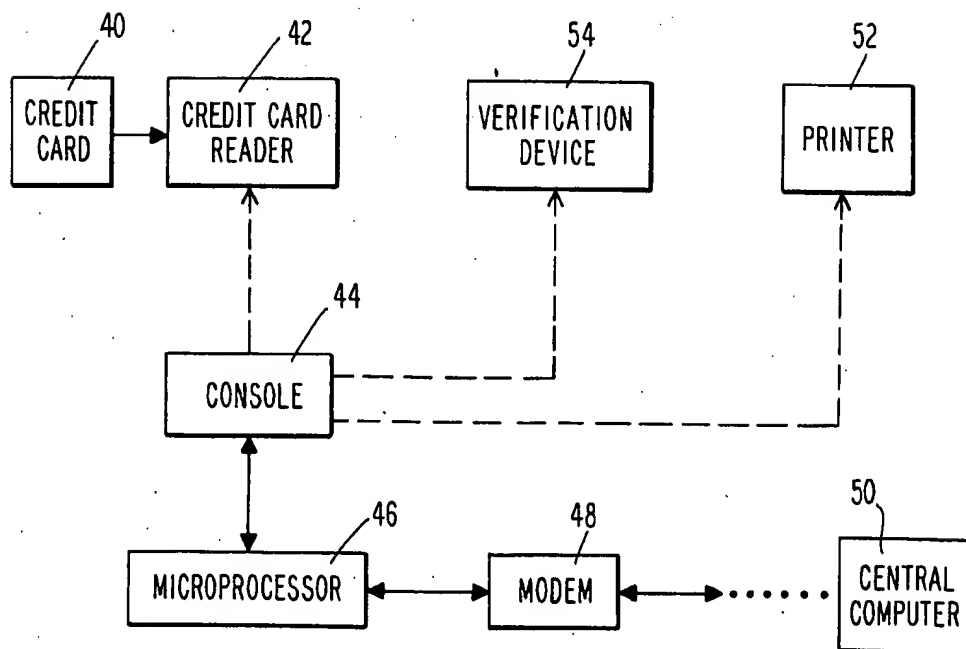 40
42
54
52
CREDIT
CARD
CREDIT CARD
READER
VERIFICATION
DEVICE
PRINTER
44
CONSOLE
46
48
50
MICROPROCESSOR
MODEM
CENTRAL
COMPUTER